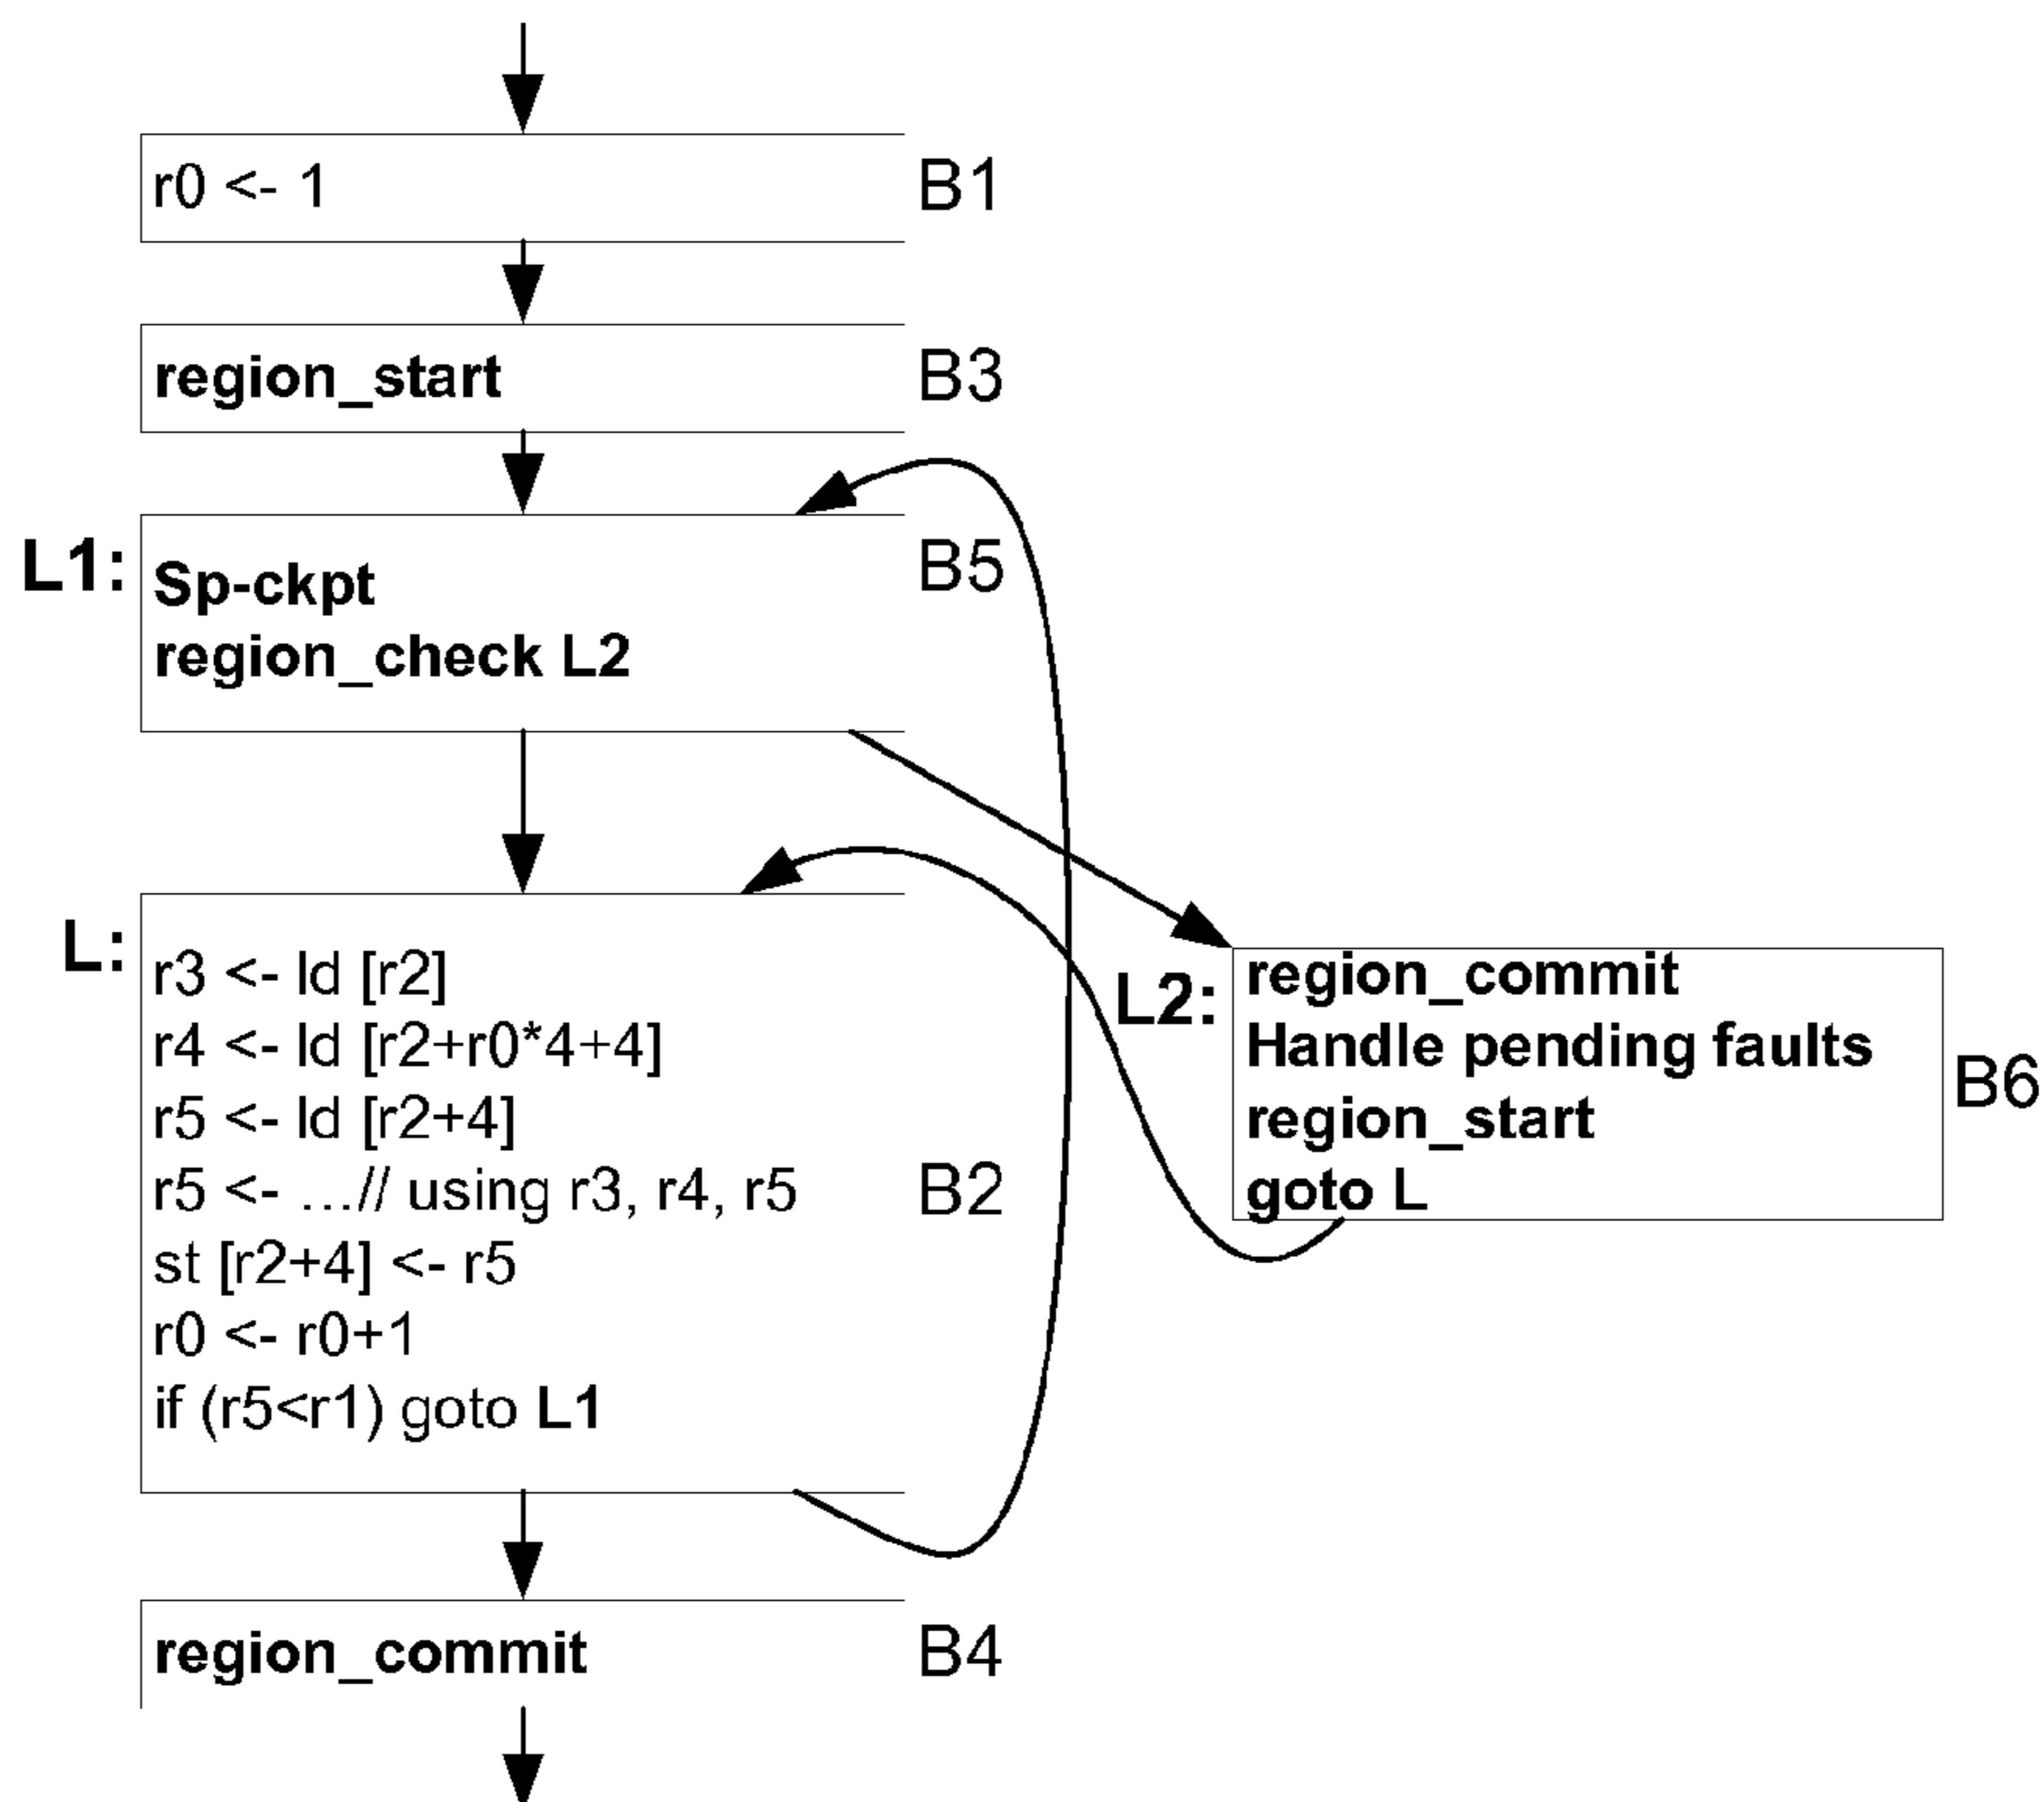 r0 <- 1
B1
region_start
B3
L1:
Sp-ckpt
B5
region_check L2
L:
r3 <- ld [r2]
r4 <- ld [r2+r0*4+4]
r5 <- ld [r2+4]
r5 <- ...// using r3, r4, r5
B2
st [r2+4] <- r5
r0 <- r0+1
if (r5<r1) goto L1
L2:
region_commit
Handle pending faults
B6
region_start
goto L
region_commit
B4